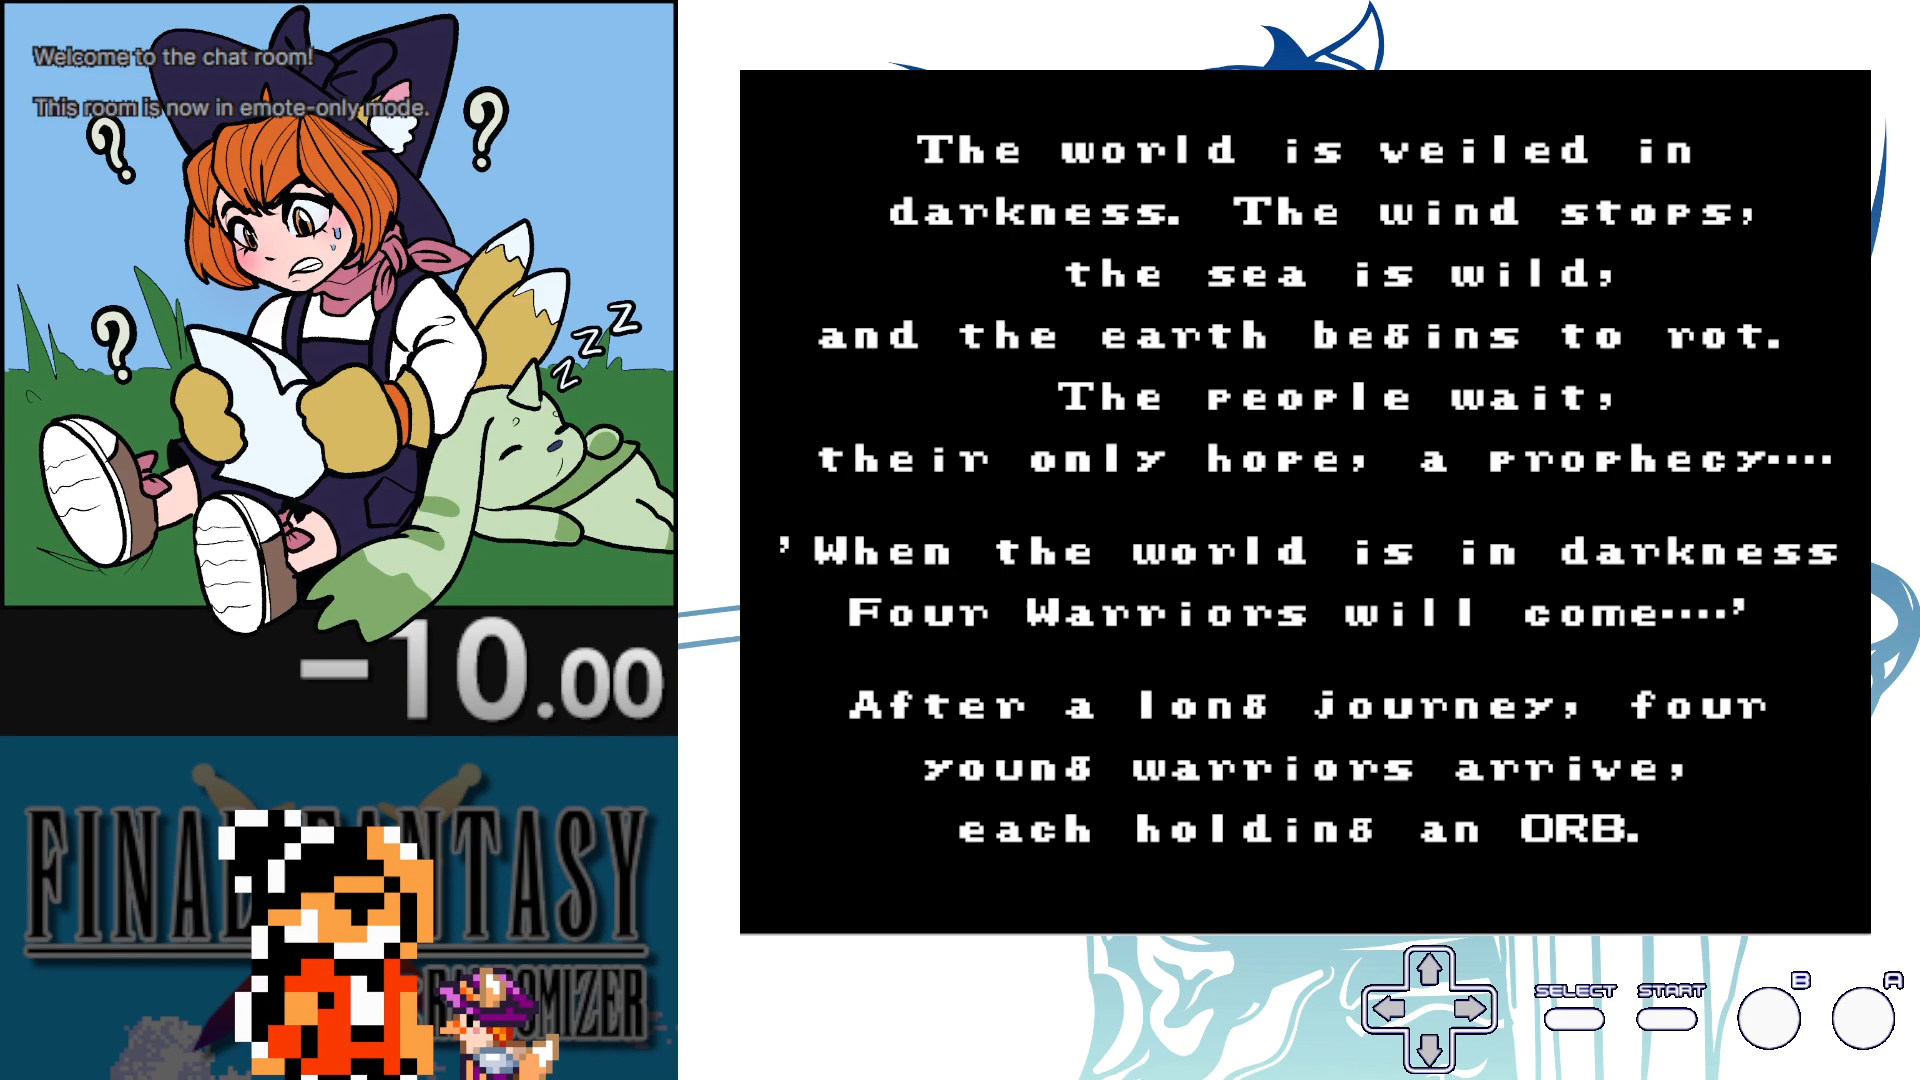 Welcome to the chat room!
This room is now in emote-only mode.
? ?
?
z z z
-10.00
FINAL FANTASY
RANDOMIZER
The world is veiled in
darkness. The wind stops,
the sea is wild,
and the earth begins to rot.
The people wait,
their only hope, a prophecy....
'When the world is in darkness
Four Warriors will come....'
After a long journey, four
young warriors arrive,
each holding an ORB.
SELECT START B A